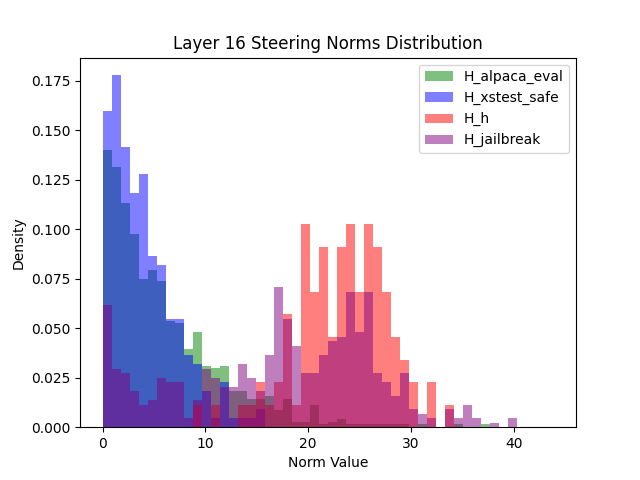 Layer 16 Steering Norms Distribution
H_alpaca_eval
H_xstest_safe
H_h
H_jailbreak
0.175
0.150
0.125
0.100
0.075
0.050
0.025
0.000
Density
0 10 20 30 40
Norm Value